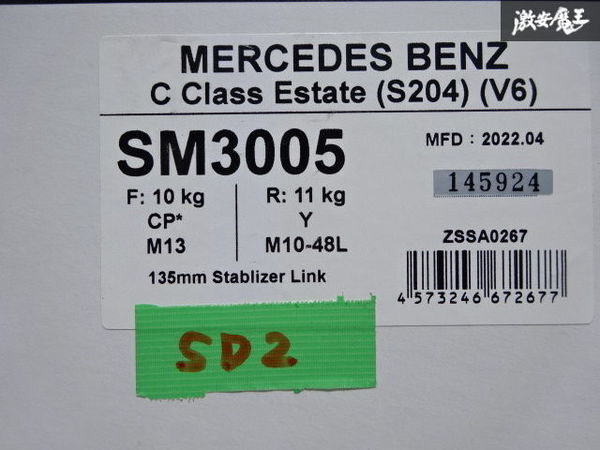 激安魔王
MERCEDES BENZ
C Class Estate (S204) (V6)
SM3005
MFD : 2022.04
145924
F: 10 kg
R: 11 kg
CP*
Y
M13
M10-48L
ZSSA0267
135mm Stablizer Link
4 573246 672677
SD2